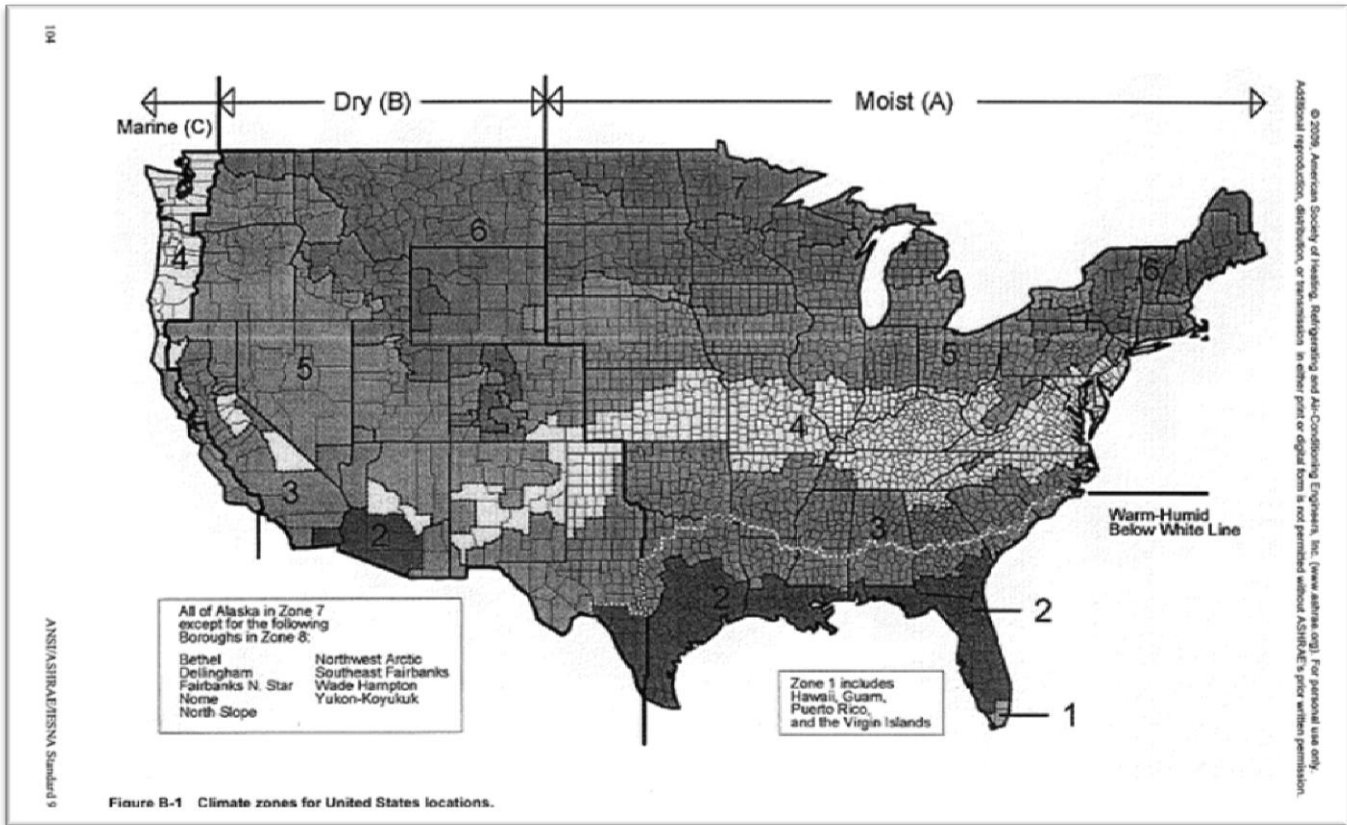 104
© 2009, American Society of Heating, Refrigerating and Air-Conditioning Engineers, Inc. (www.ashrae.org). For personal use only.
Additional reproduction, distribution, or transmission in either print or digital form is not permitted without ASHRAE's prior written permission.
Marine (C)
Dry (B)
Moist (A)
7
6
6
4
5
5
4
3
3
2
2
Warm-Humid
Below White Line
2
1
All of Alaska in Zone 7
except for the following
Boroughs in Zone 8:
Bethel
Dellingham
Fairbanks N. Star
Nome
North Slope
Northwest Arctic
Southeast Fairbanks
Wade Hampton
Yukon-Koyukuk
Zone 1 includes
Hawaii, Guam,
Puerto Rico,
and the Virgin Islands
Figure B-1 Climate zones for United States locations.
ANSI/ASHRAE/IESNA Standard 9